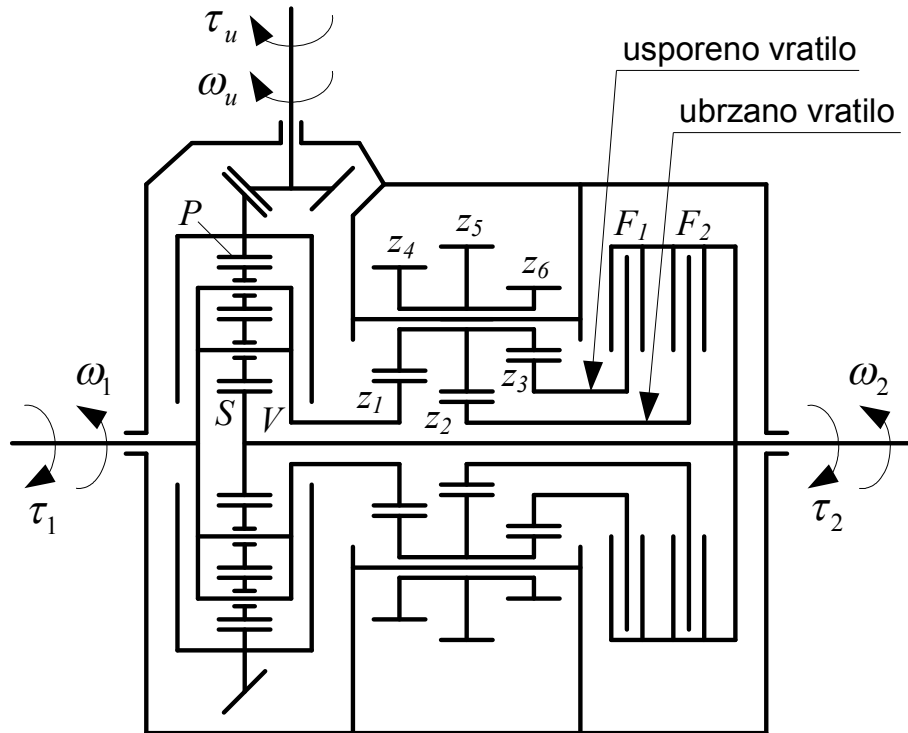 τu
usporeno vratilo
ωu
ubrzano vratilo
P
z4
z5
z6
F1
F2
ω1
S
V
z1
z2
z3
ω2
τ1
τ2